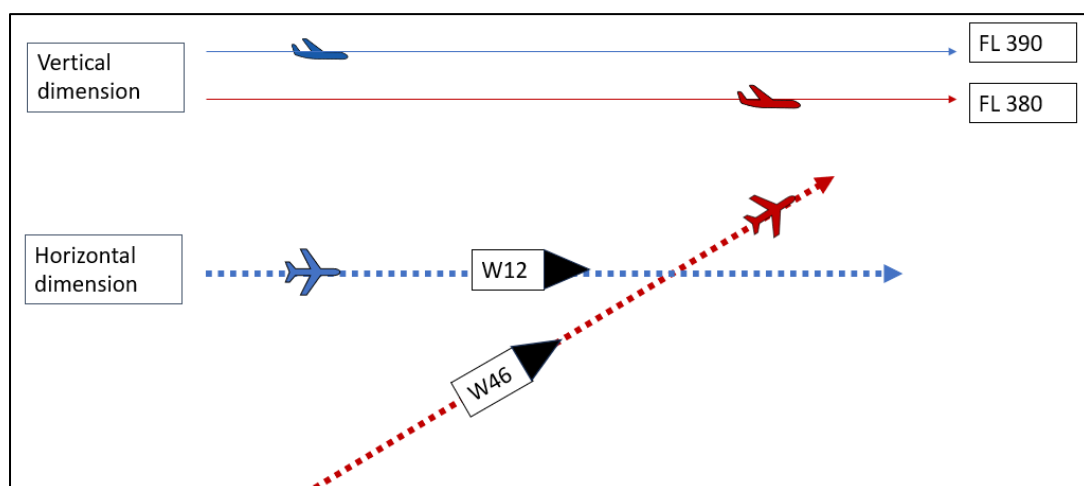 Vertical
dimension
FL 390
FL 380
Horizontal
dimension
W12
W46